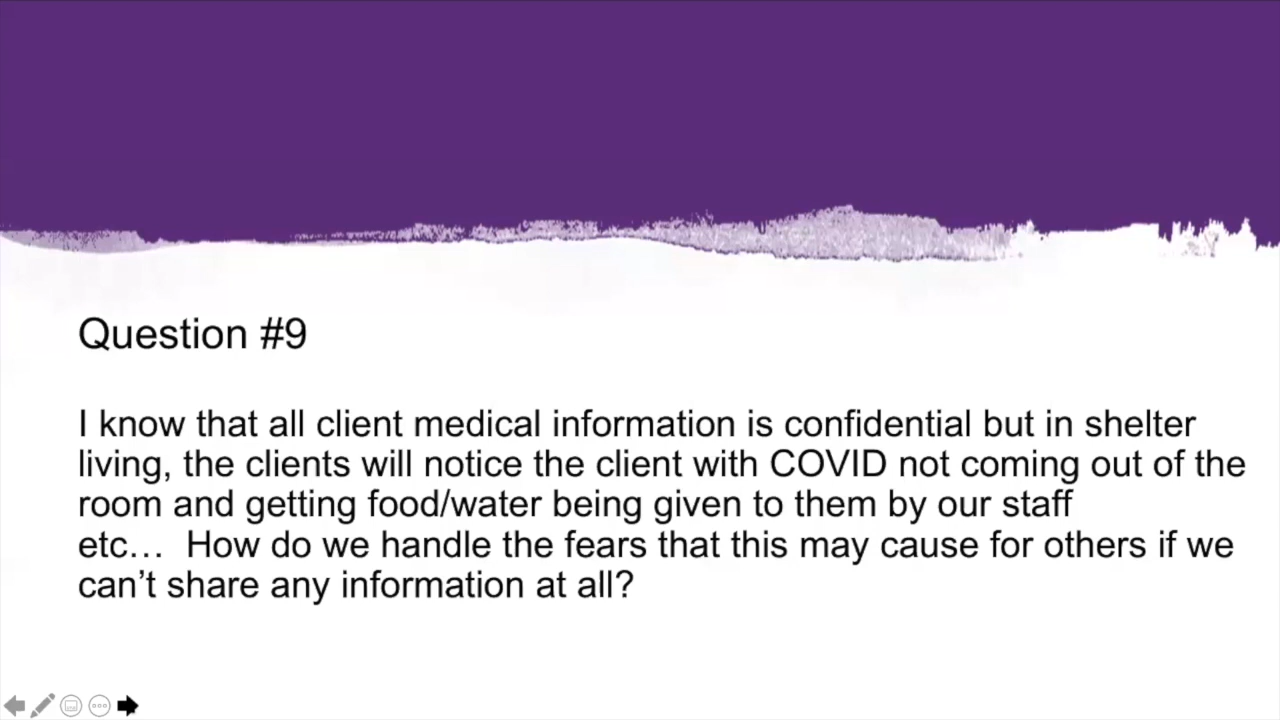 Question #9
I know that all client medical information is confidential but in shelter
living, the clients will notice the client with COVID not coming out of the
room and getting food/water being given to them by our staff
etc…  How do we handle the fears that this may cause for others if we
can’t share any information at all?